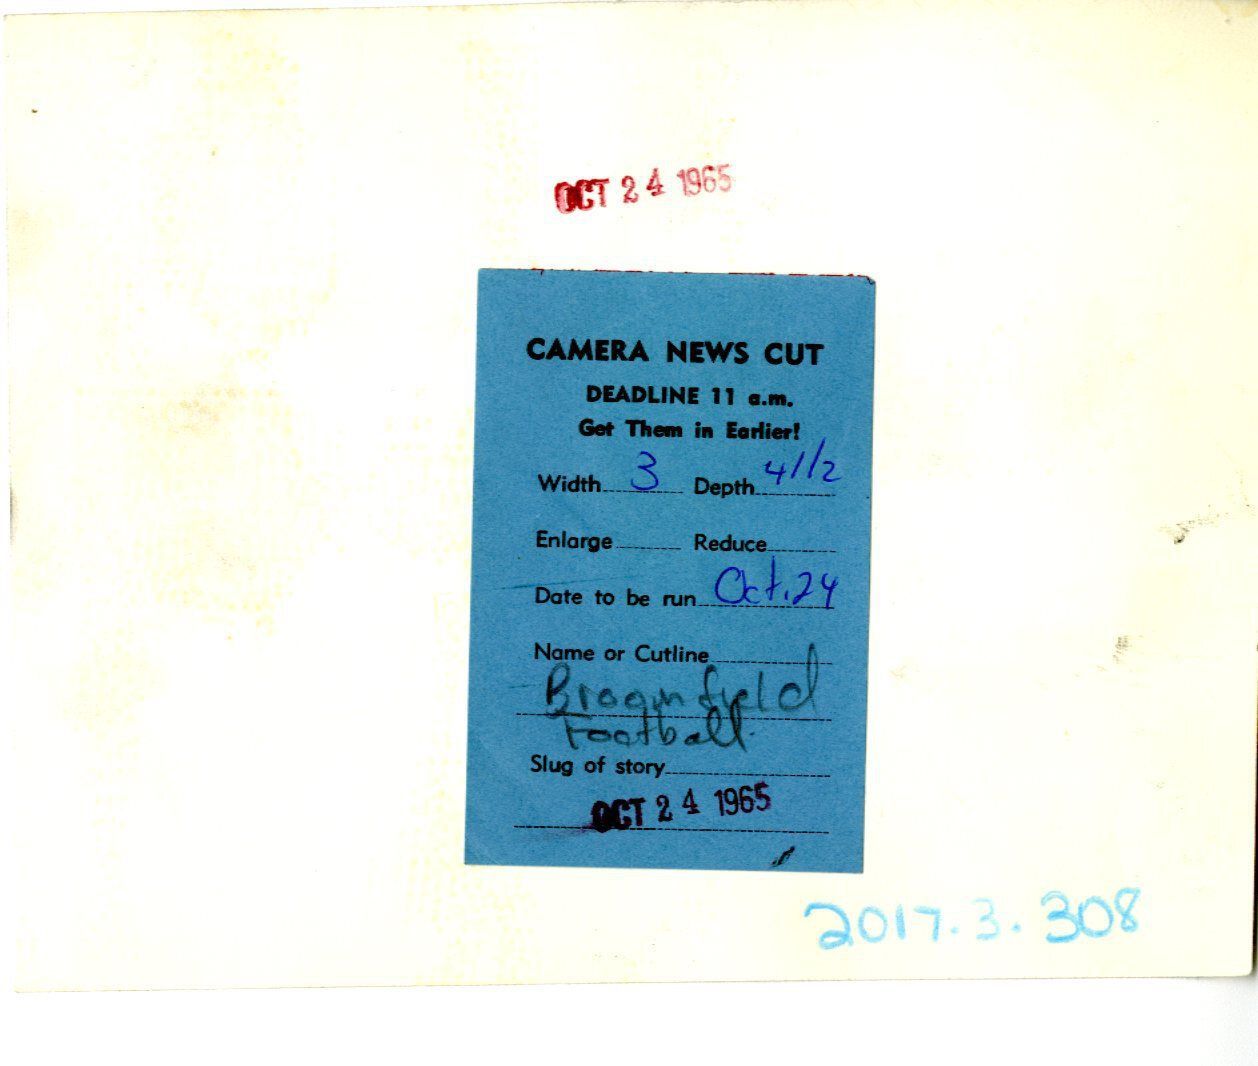 OCT 24 1965
CAMERA NEWS CUT
DEADLINE 11 a.m.
Get Them in Earlier!
Width 3 Depth 4 1/2
Enlarge Reduce
Date to be run Oct. 24
Name or Cutline
Broomfield
Football
Slug of story
OCT 24 1965
2017.3.308